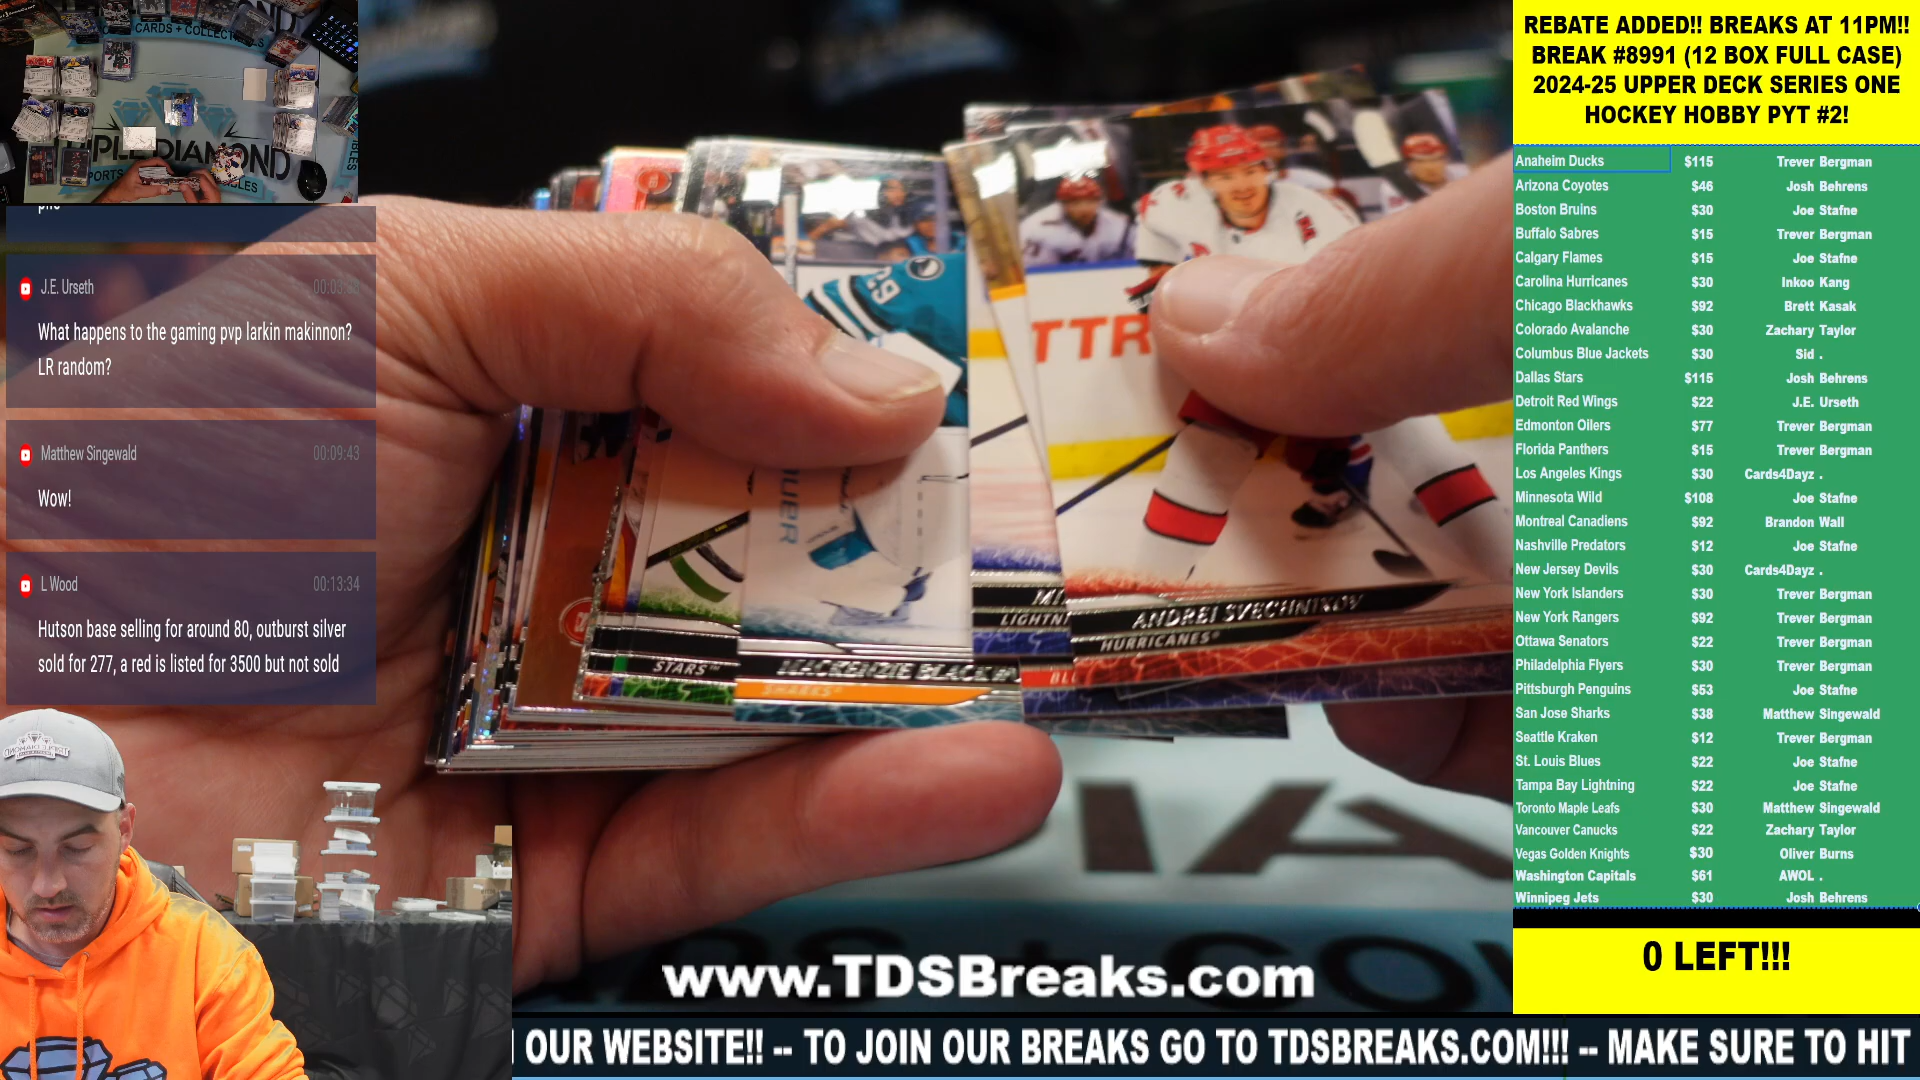 REBATE ADDED!! BREAKS AT 11PM!!
BREAK #8991 (12 BOX FULL CASE)
2024-25 UPPER DECK SERIES ONE
HOCKEY HOBBY PYT #2!
Anaheim Ducks $115 Trever Bergman
Arizona Coyotes $46 Josh Behrens
Boston Bruins $30 Joe Stafne
Buffalo Sabres $15 Trever Bergman
Calgary Flames $15 Joe Stafne
Carolina Hurricanes $30 Inkoo Kang
Chicago Blackhawks $92 Brett Kasak
Colorado Avalanche $30 Zachary Taylor
Columbus Blue Jackets $30 Sid .
Dallas Stars $115 Josh Behrens
Detroit Red Wings $22 J.E. Urseth
Edmonton Oilers $77 Trever Bergman
Florida Panthers $15 Trever Bergman
Los Angeles Kings $30 Cards4Dayz .
Minnesota Wild $108 Joe Stafne
Montreal Canadiens $92 Brandon Wall
Nashville Predators $12 Joe Stafne
New Jersey Devils $30 Cards4Dayz .
New York Islanders $30 Trever Bergman
New York Rangers $92 Trever Bergman
Ottawa Senators $22 Trever Bergman
Philadelphia Flyers $30 Trever Bergman
Pittsburgh Penguins $53 Joe Stafne
San Jose Sharks $38 Matthew Singewald
Seattle Kraken $12 Trever Bergman
St. Louis Blues $22 Joe Stafne
Tampa Bay Lightning $22 Joe Stafne
Toronto Maple Leafs $30 Matthew Singewald
Vancouver Canucks $22 Zachary Taylor
Vegas Golden Knights $30 Oliver Burns
Washington Capitals $61 AWOL .
Winnipeg Jets $30 Josh Behrens
0 LEFT!!!
J.E. Urseth
What happens to the gaming pvp larkin makinnon?
LR random?
Matthew Singewald 00:09:43
Wow!
L Wood 00:13:34
Hutson base selling for around 80, outburst silver
sold for 277, a red is listed for 3500 but not sold
TTR
ANDREI SVECHNIKOV
HURRICANES
MI
LIGHTNI
BL
STARS
MACKENZIE BLACK
SHARKS
www.TDSBreaks.com
OUR WEBSITE!! -- TO JOIN OUR BREAKS GO TO TDSBREAKS.COM!!! -- MAKE SURE TO HIT